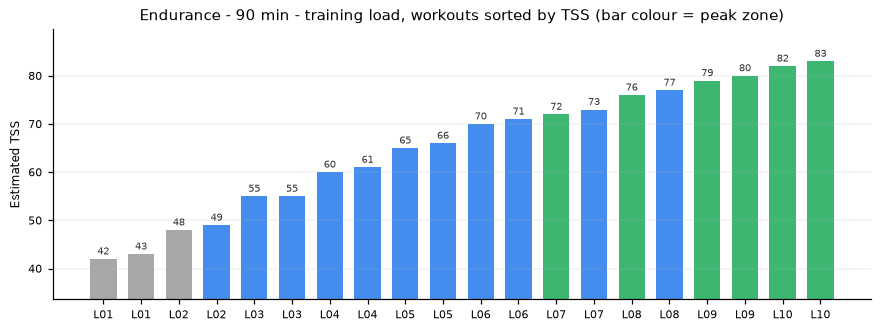 Endurance - 90 min - training load, workouts sorted by TSS (bar colour = peak zone)
Estimated TSS
80
70
60
50
40
42 43 48 49 55 55 60 61 65 66 70 71 72 73 76 77 79 80 82 83
L01 L01 L02 L02 L03 L03 L04 L04 L05 L05 L06 L06 L07 L07 L08 L08 L09 L09 L10 L10